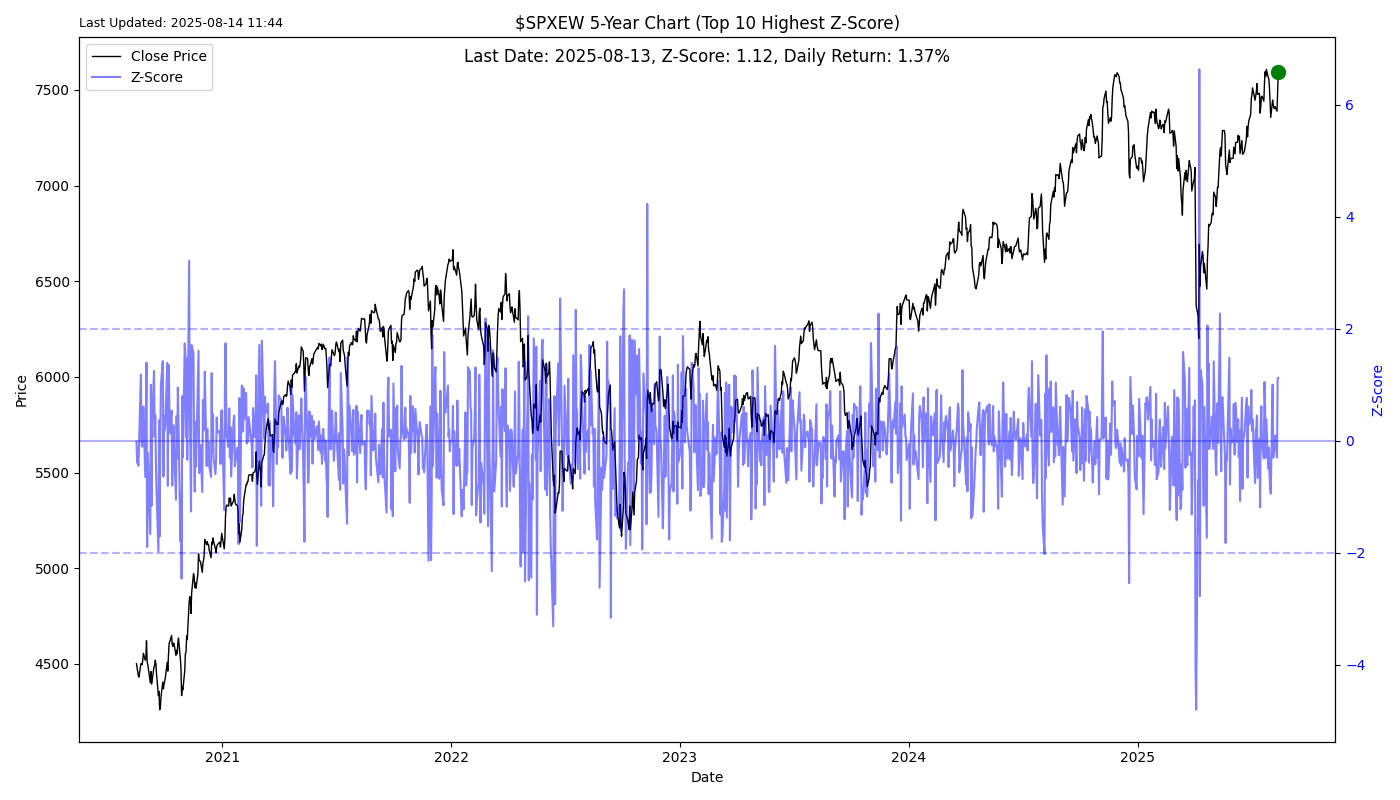 Last Updated: 2025-08-14 11:44
$SPXEW 5-Year Chart (Top 10 Highest Z-Score)
Last Date: 2025-08-13, Z-Score: 1.12, Daily Return: 1.37%
Close Price
Z-Score
7500
7000
6500
6000
5500
5000
4500
Price
6
4
2
0
−2
−4
Z-Score
2021
2022
2023
2024
2025
Date